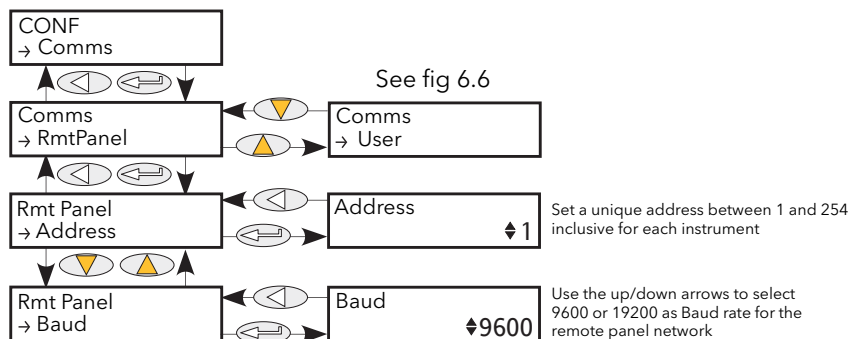 CONF
→ Comms
See fig 6.6
Comms
→ RmtPanel
Comms
→ User
Rmt Panel
→ Address
Address
1
Set a unique address between 1 and 254
inclusive for each instrument
Rmt Panel
→ Baud
Baud
9600
Use the up/down arrows to select
9600 or 19200 as Baud rate for the
remote panel network